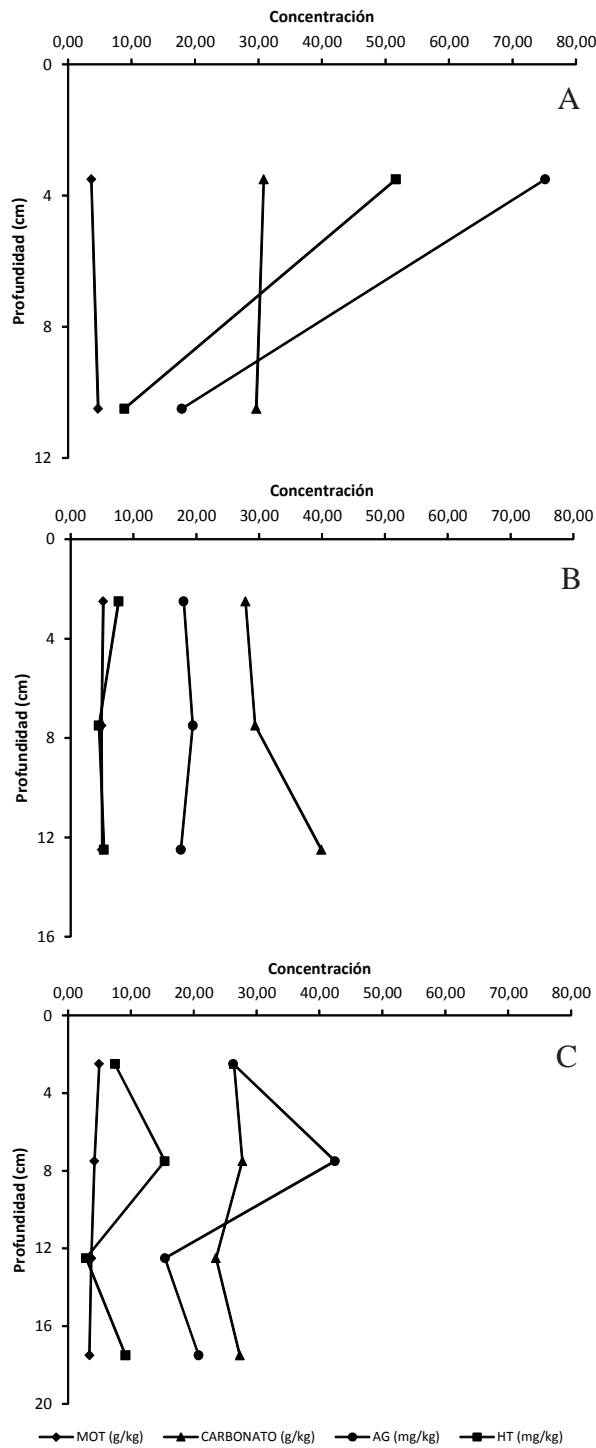 Concentración
0,00 10,00 20,00 30,00 40,00 50,00 60,00 70,00 80,00
0
A
4
Profundidad (cm)
8
12
Concentración
0,00 10,00 20,00 30,00 40,00 50,00 60,00 70,00 80,00
0
B
4
Profundidad (cm)
8
12
16
Concentración
0,00 10,00 20,00 30,00 40,00 50,00 60,00 70,00 80,00
0
C
4
Profundidad (cm)
8
12
16
20
MOT (g/kg) CARBONATO (g/kg) AG (mg/kg) HT (mg/kg)